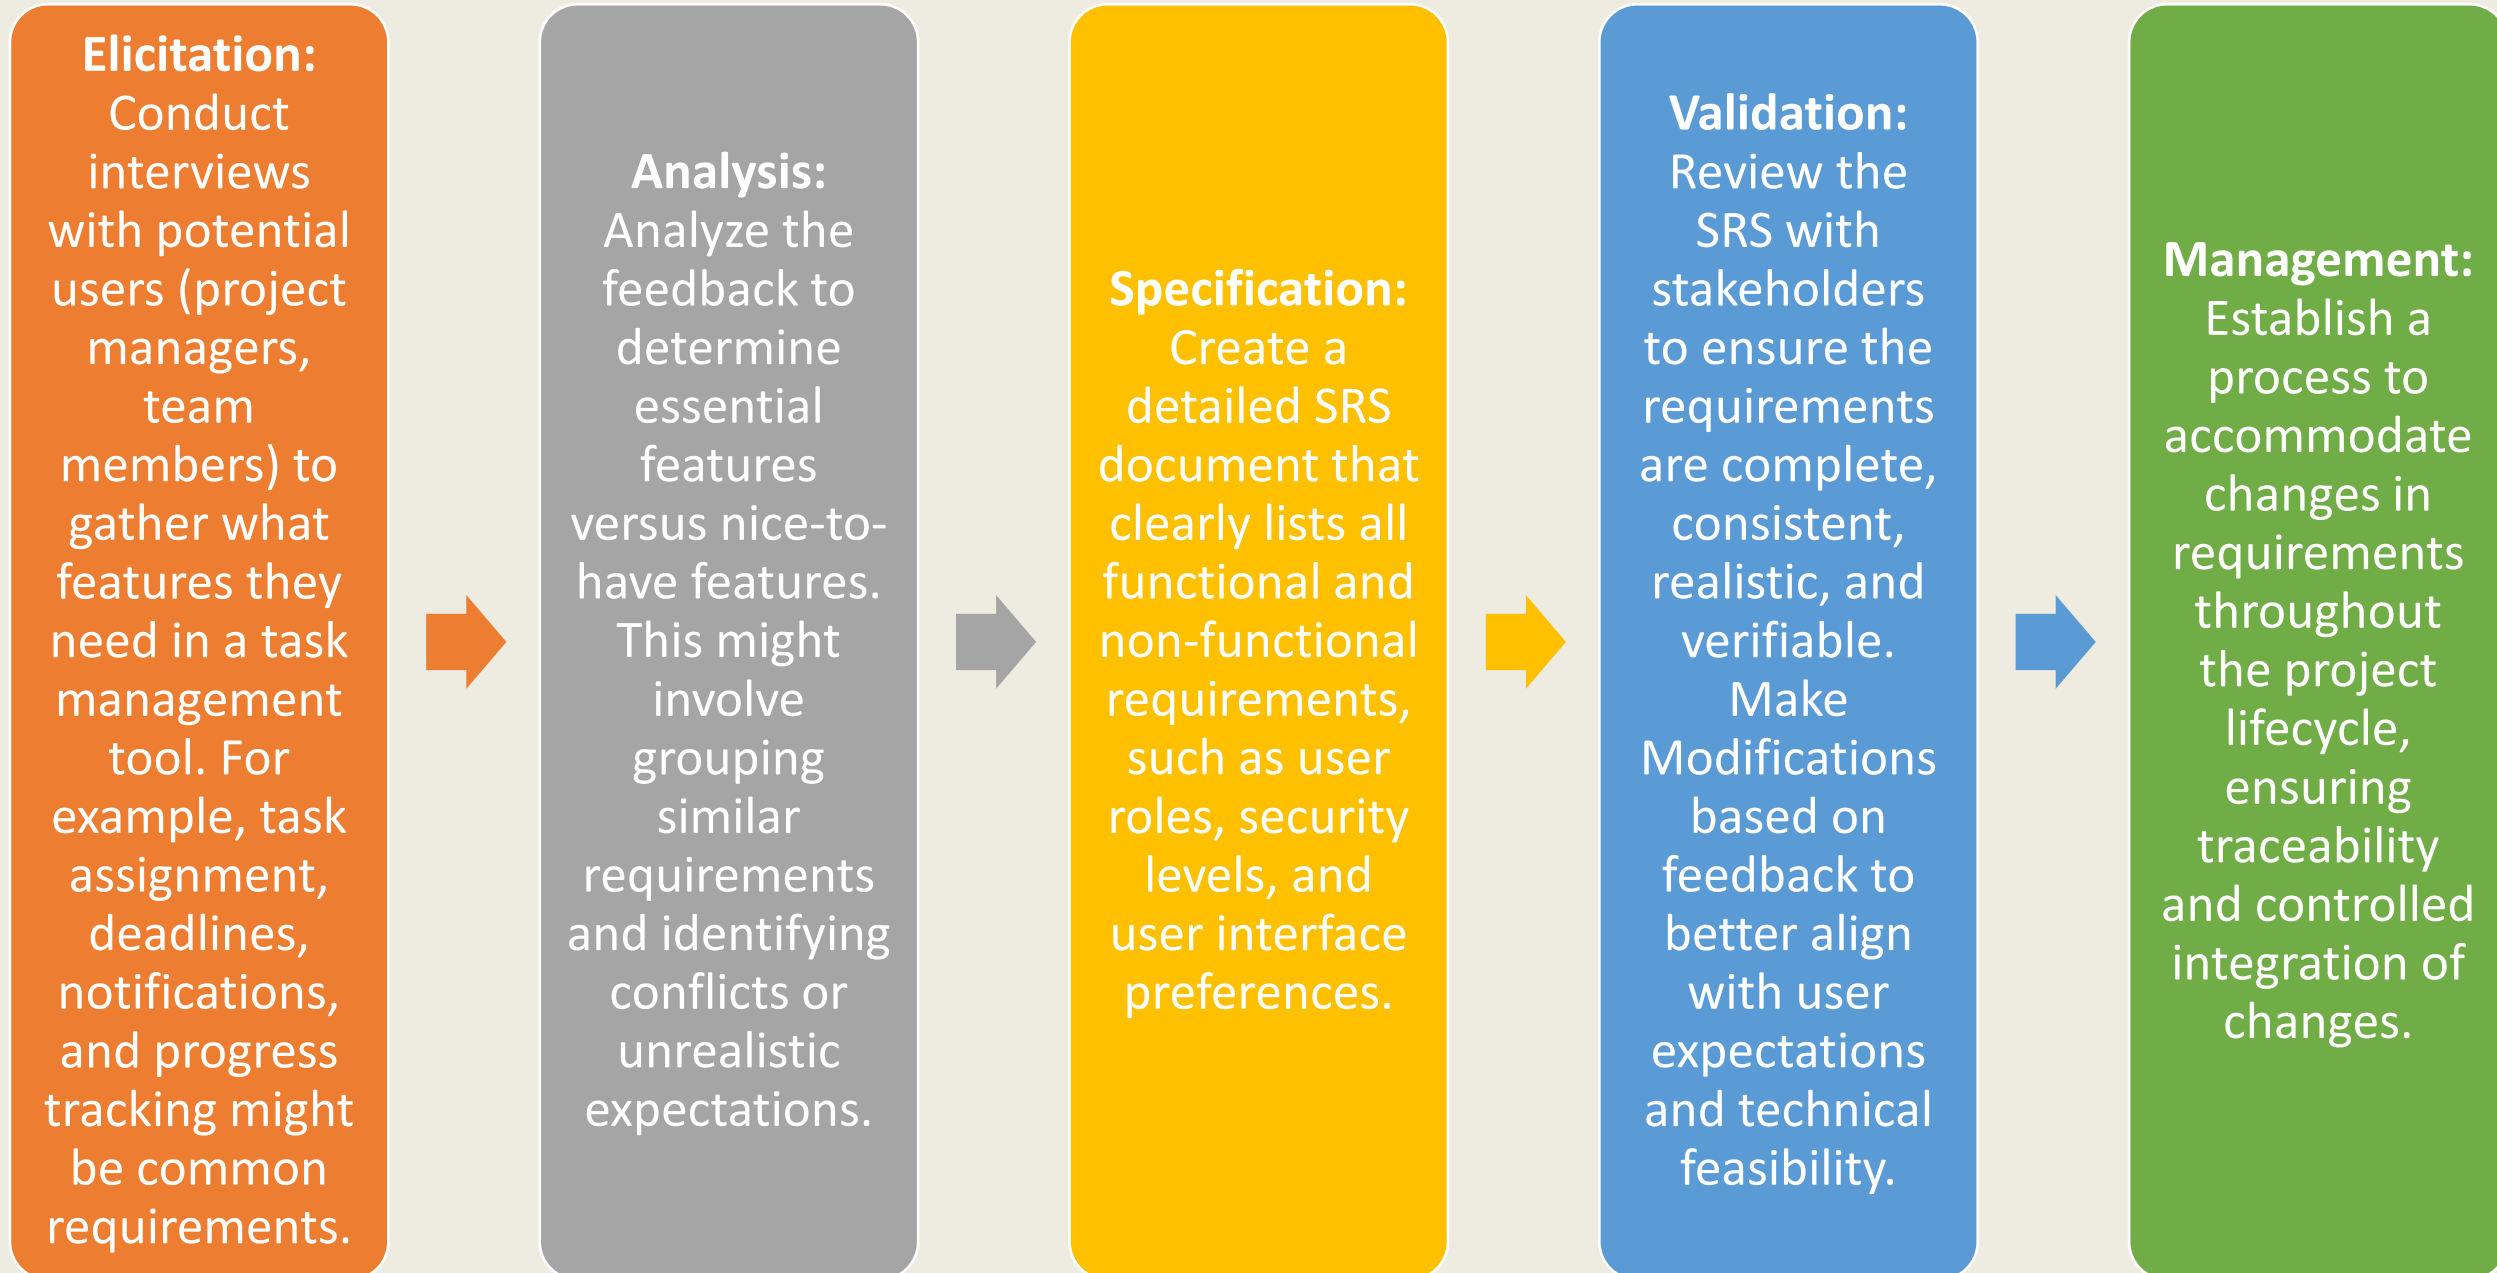 Elicitation:
Conduct
interviews
with potential
users (project
managers,
team
members) to
gather what
features they
need in a task
management
tool. For
example, task
assignment,
deadlines,
notifications,
and progress
tracking might
be common
requirements.
Analysis:
Analyze the
feedback to
determine
essential
features
versus nice-to-
have features.
This might
involve
grouping
similar
requirements
and identifying
conflicts or
unrealistic
expectations.
Specification:
Create a
detailed SRS
document that
clearly lists all
functional and
non-functional
requirements,
such as user
roles, security
levels, and
user interface
preferences.
Validation:
Review the
SRS with
stakeholders
to ensure the
requirements
are complete,
consistent,
realistic, and
verifiable.
Make
Modifications
based on
feedback to
better align
with user
expectations
and technical
feasibility.
Management:
Establish a
process to
accommodate
changes in
requirements
throughout
the project
lifecycle,
ensuring
traceability
and controlled
integration of
changes.